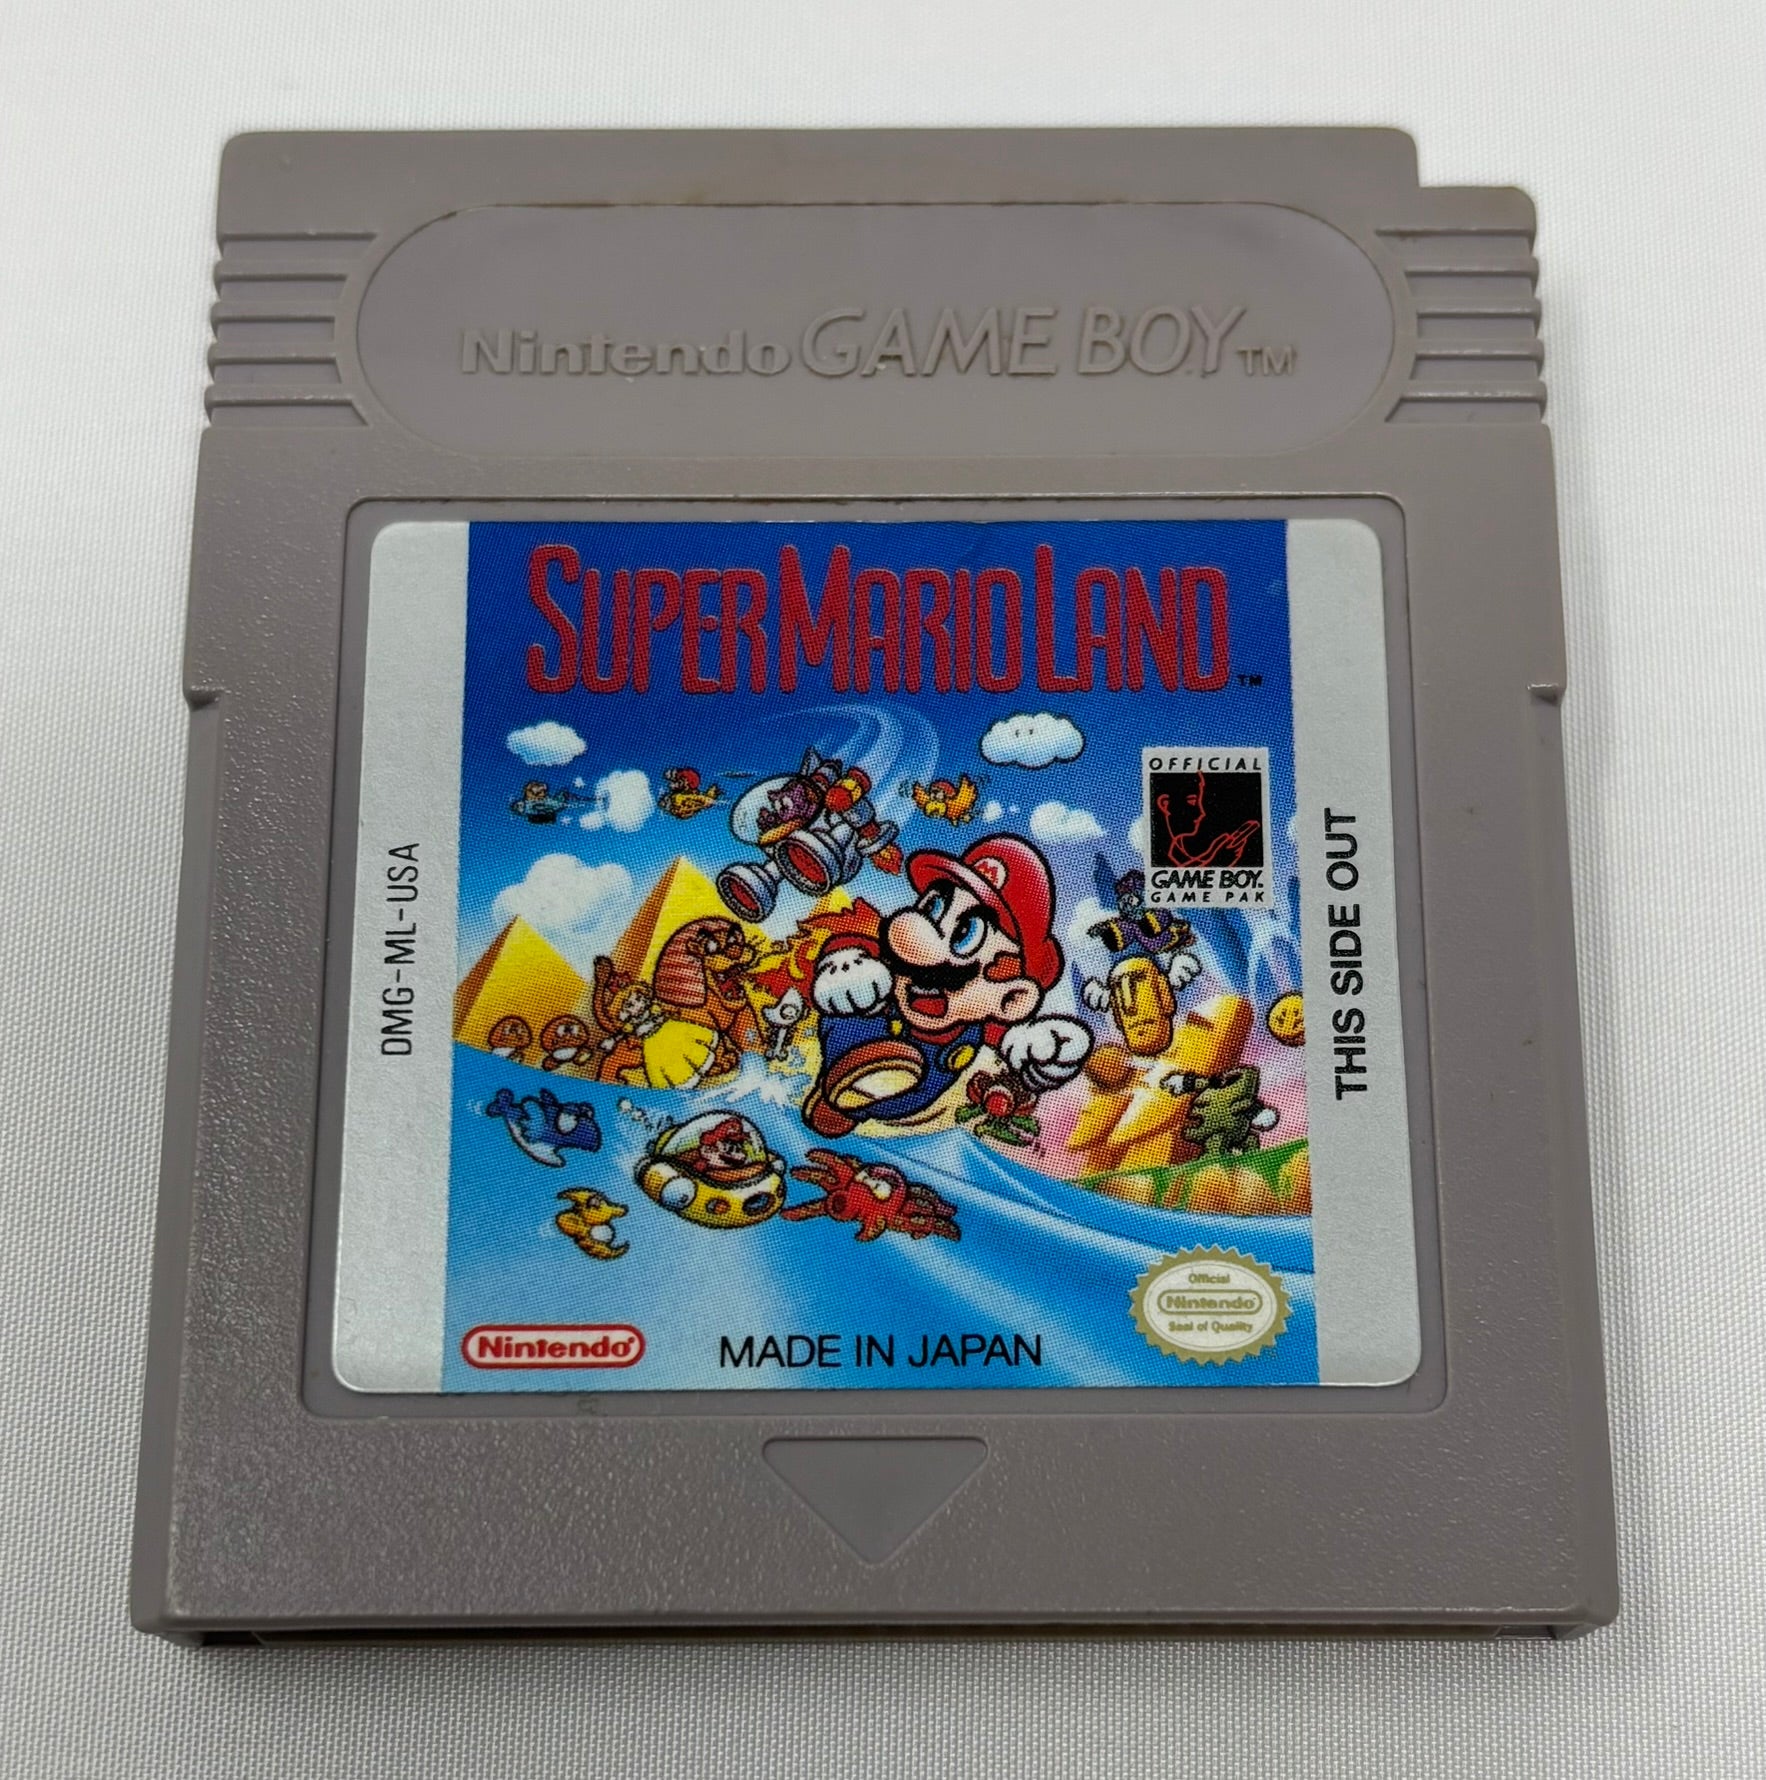 Nintendo GAME BOY TM
SUPER MARIO LAND TM
OFFICIAL
GAME BOY.
GAME PAK
DMG-ML-USA
THIS SIDE OUT
Nintendo®
MADE IN JAPAN
Official
Nintendo
Seal of Quality